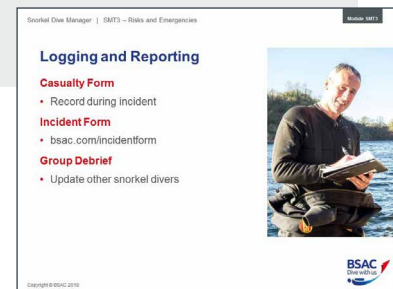 Snorkel Dive Manager | SMT3 – Risks and Emergencies
Module SMT3
Logging and Reporting
Casualty Form
• Record during incident
Incident Form
• bsac.com/incidentform
Group Debrief
• Update other snorkel divers
BSAC
Dive with us
Copyright © BSAC 2010